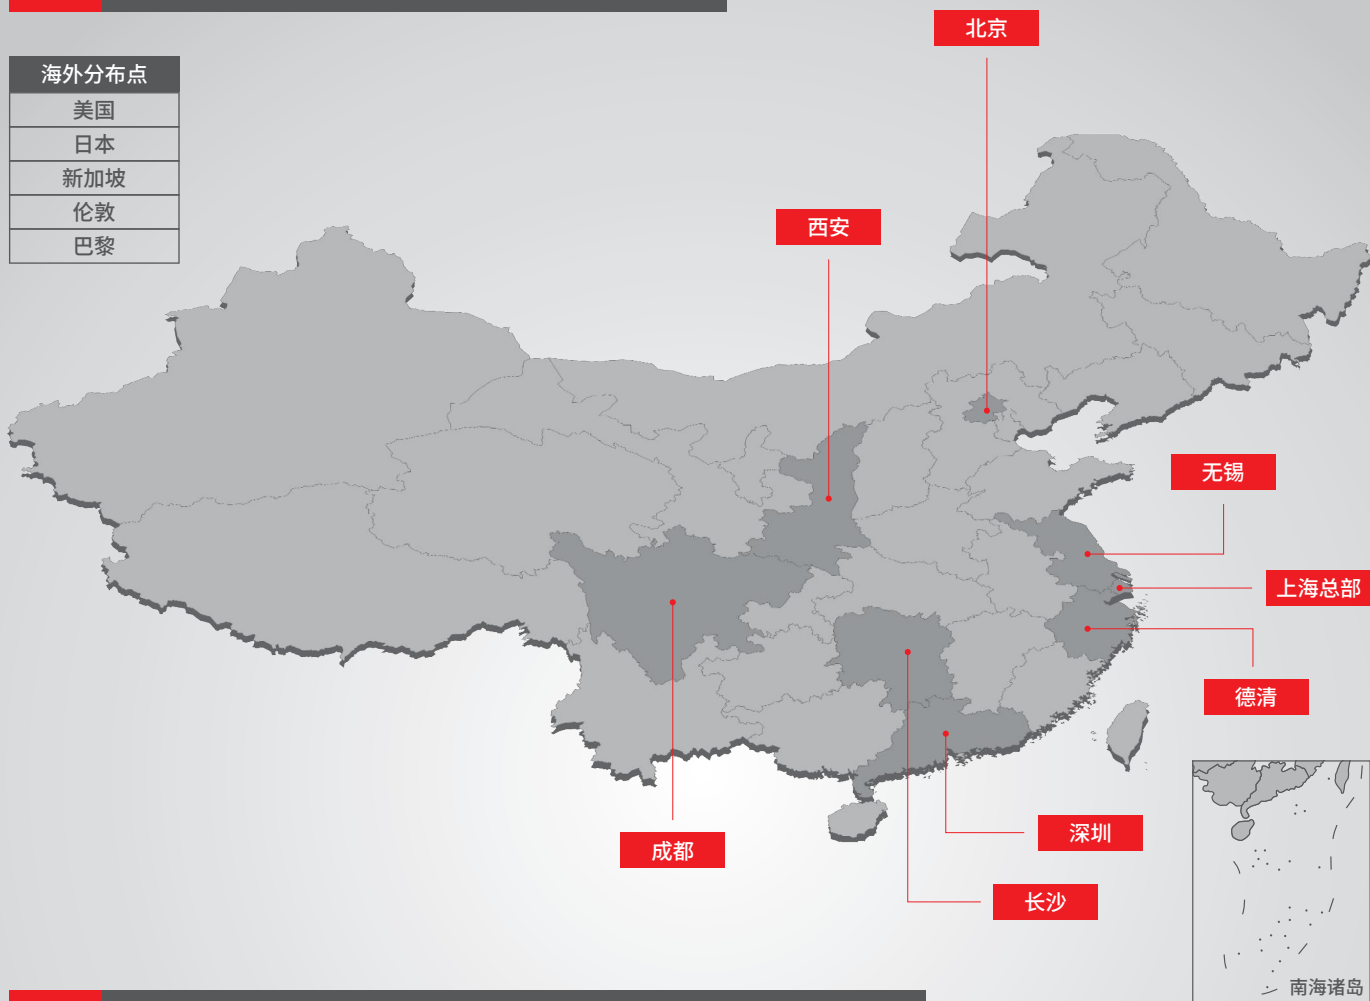 北京
海外分布点
美国
日本
新加坡
伦敦
巴黎
西安
无锡
上海总部
德清
深圳
成都
长沙
南海诸岛